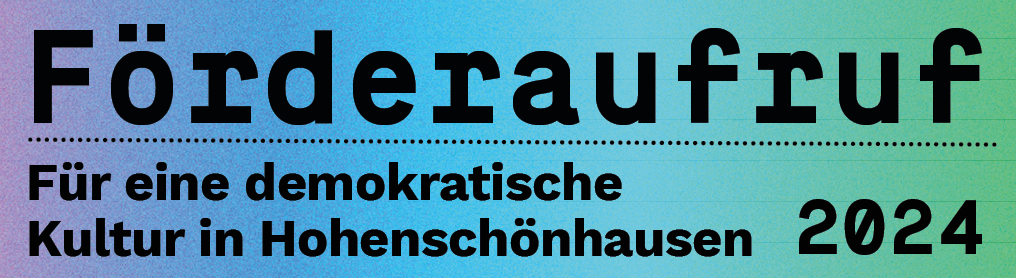 Förderaufruf
Für eine demokratische
Kultur in Hohenschönhausen
2024